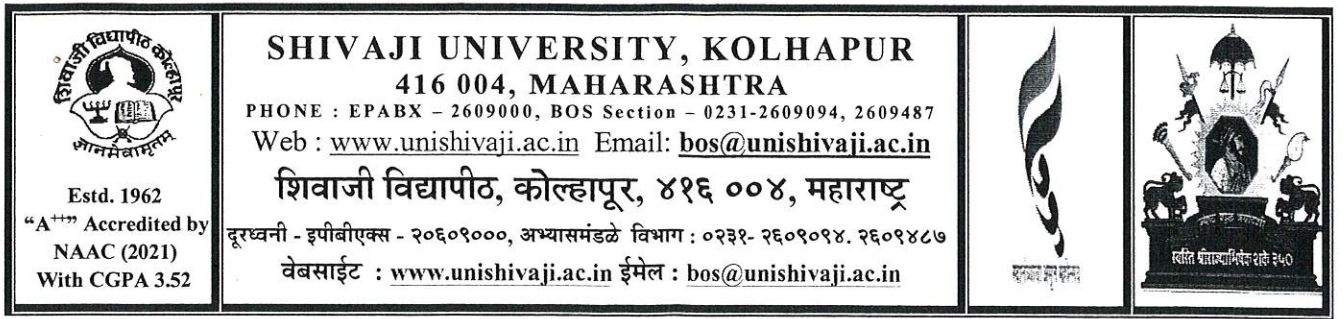 शिवाजी विद्यापीठ कोल्हापूर
ज्ञानमेवामृतम्
Estd. 1962
“A⁺⁺” Accredited by
NAAC (2021)
With CGPA 3.52
SHIVAJI UNIVERSITY, KOLHAPUR
416 004, MAHARASHTRA
PHONE : EPABX – 2609000, BOS Section – 0231-2609094, 2609487
Web : www.unishivaji.ac.in Email: bos@unishivaji.ac.in
शिवाजी विद्यापीठ, कोल्हापूर, ४१६ ००४, महाराष्ट्र
दूरध्वनी - इपीबीएक्स - २०६०९०००, अभ्यासमंडळे विभाग : ०२३१- २६०९०९४. २६०९४८७
वेबसाईट : www.unishivaji.ac.in ईमेल : bos@unishivaji.ac.in